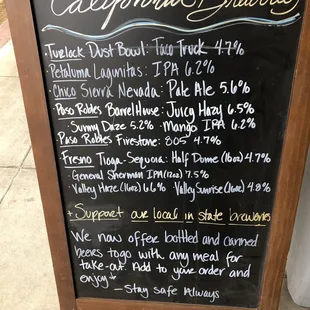 California Breweries
• Turlock Dust Bowl: Taco Truck 4.7%
• Petaluma Lagunitas: IPA 6.2%
• Chico Sierra Nevada: Pale Ale 5.6%
• Paso Robles BarrelHouse: Juicy Hazy 6.5%
Sunny Daze 5.2% Mango IPA 6.2%
• Paso Robles Firestone: 805 4.7%
• Fresno Tioga-Sequoia: Half Dome (16oz) 4.7%
General Sherman IPA (12oz) 7.5%
Valley Haze (16oz) 6.6% Valley Sunrise (16oz) 4.8%
+ Support our local in state breweries
We now offer bottled and canned
beers to go with any meal for
take-out. Add to your order and
enjoy
- Stay safe Always